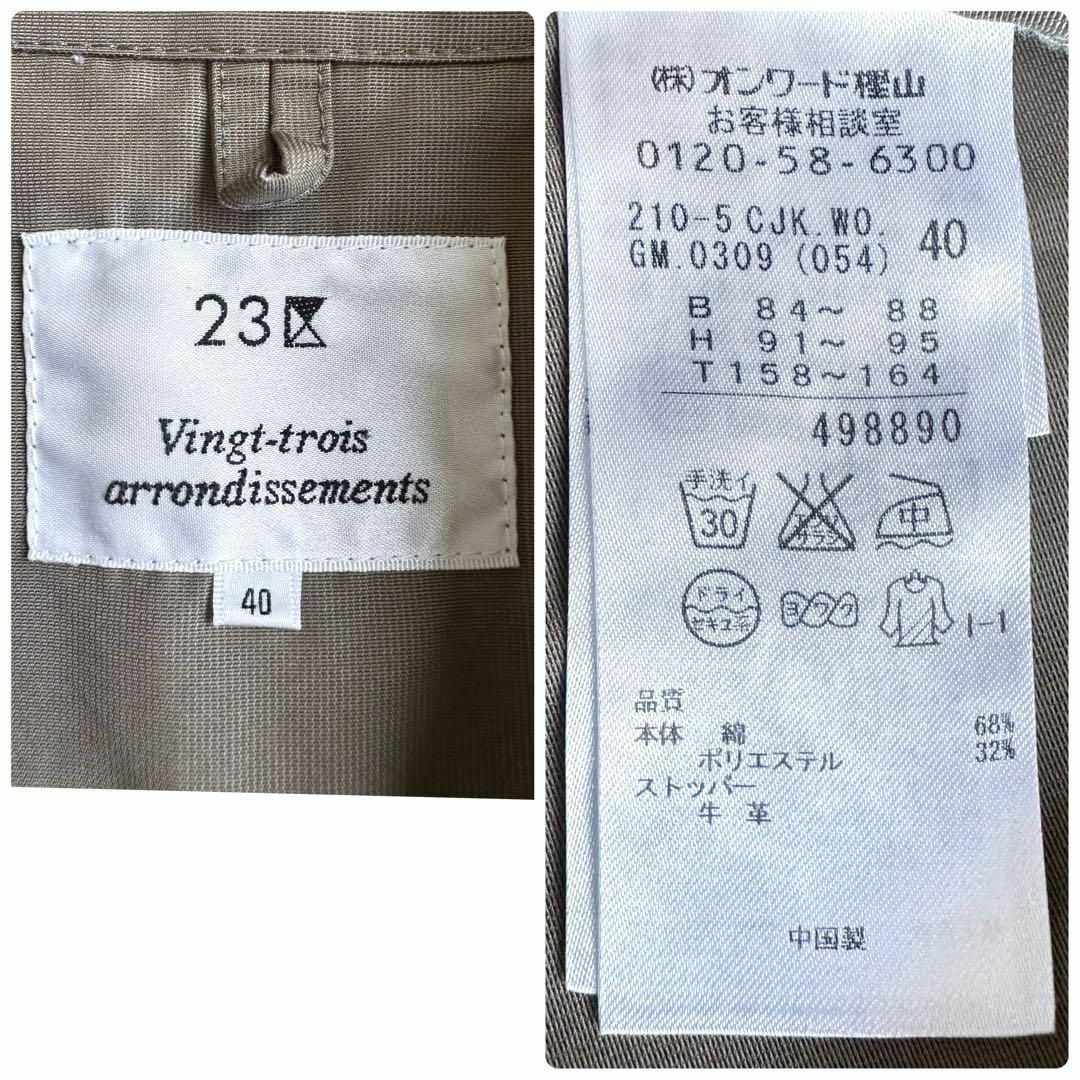 23区
Vingt-trois
arrondissements
40
(株)オンワード樫山
お客様相談室
0120-58-6300
210-5 CJK.WO.
GM.0309 (054) 40
B 84～ 88
H 91～ 95
T158～164
498890
手洗イ
30
中
ドライ
セキユ系
ヨワク
I-1
品質
本体 綿 68%
ポリエステル 32%
ストッパー
牛 革
中国製